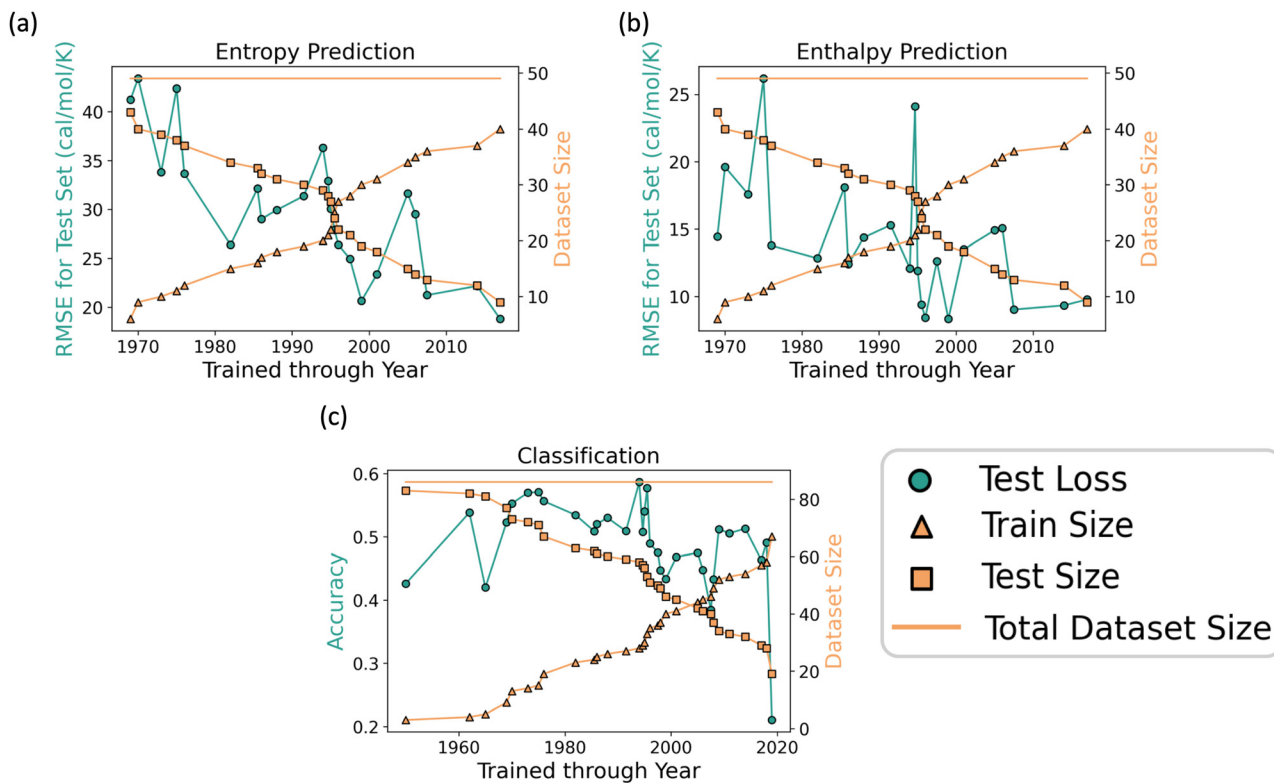 (a)
Entropy Prediction
RMSE for Test Set (cal/mol/K)
40
35
30
25
20
50
40
30
20
10
Dataset Size
1970 1980 1990 2000 2010
Trained through Year
(b)
Enthalpy Prediction
RMSE for Test Set (cal/mol/K)
25
20
15
10
50
40
30
20
10
Dataset Size
1970 1980 1990 2000 2010
Trained through Year
(c)
Classification
Accuracy
0.6
0.5
0.4
0.3
0.2
80
60
40
20
0
Dataset Size
1960 1980 2000 2020
Trained through Year
Test Loss
Train Size
Test Size
Total Dataset Size